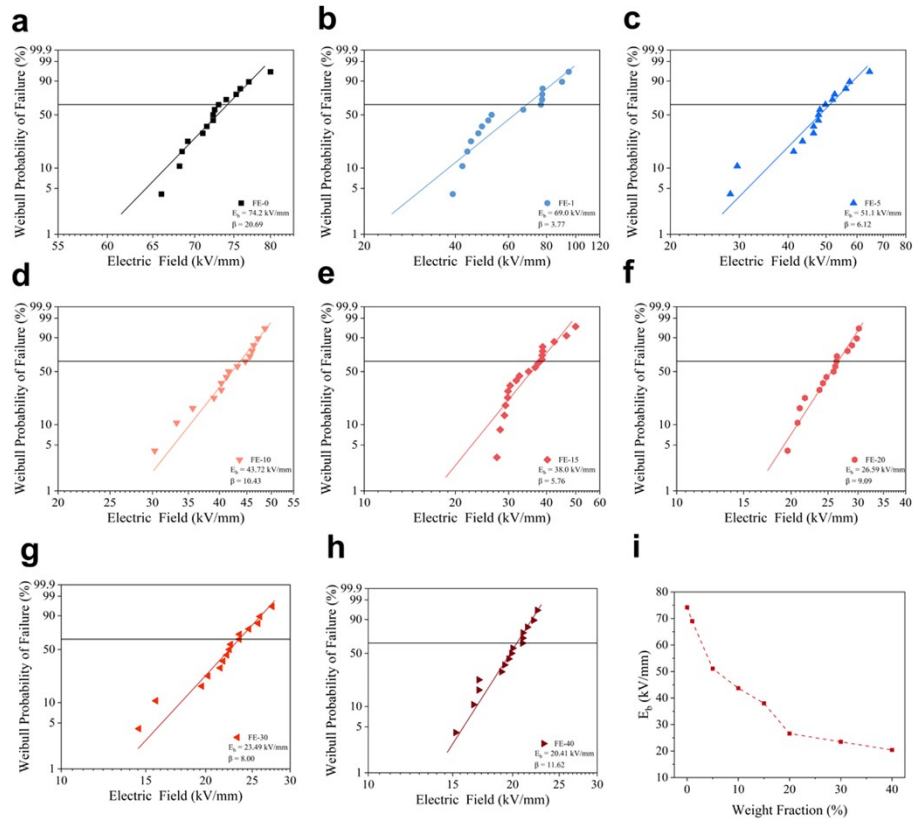 a
Weibull Probability of Failure (%)
99.9
99
90
50
10
5
1
FE-0
E_b = 74.2 kV/mm
β = 20.69
55 60 65 70 75 80
Electric Field (kV/mm)
b
Weibull Probability of Failure (%)
99.9
99
90
50
10
5
1
FE-1
E_b = 69.0 kV/mm
β = 3.77
20 40 60 80 100 120
Electric Field (kV/mm)
c
Weibull Probability of Failure (%)
99.9
99
90
50
10
5
1
FE-5
E_b = 51.1 kV/mm
β = 6.12
20 30 40 50 60 70 80
Electric Field (kV/mm)
d
Weibull Probability of Failure (%)
99.9
99
90
50
10
5
1
FE-10
E_b = 43.72 kV/mm
β = 10.43
20 30 40 50 55
Electric Field (kV/mm)
e
Weibull Probability of Failure (%)
99.9
99
90
50
10
5
1
FE-15
E_b = 38.0 kV/mm
β = 5.76
10 20 30 40 50 60
Electric Field (kV/mm)
f
Weibull Probability of Failure (%)
99.9
99
90
50
10
5
1
FE-20
E_b = 26.59 kV/mm
β = 9.09
10 15 20 25 30 35 40
Electric Field (kV/mm)
g
Weibull Probability of Failure (%)
99.9
99
90
50
10
5
1
FE-30
E_b = 23.49 kV/mm
β = 8.00
10 15 20 25 30
Electric Field (kV/mm)
h
Weibull Probability of Failure (%)
99.9
99
90
50
10
5
1
FE-40
E_b = 20.41 kV/mm
β = 11.62
10 15 20 25 30
Electric Field (kV/mm)
i
E_b (kV/mm)
80
70
60
50
40
30
20
10
0 10 20 30 40
Weight Fraction (%)